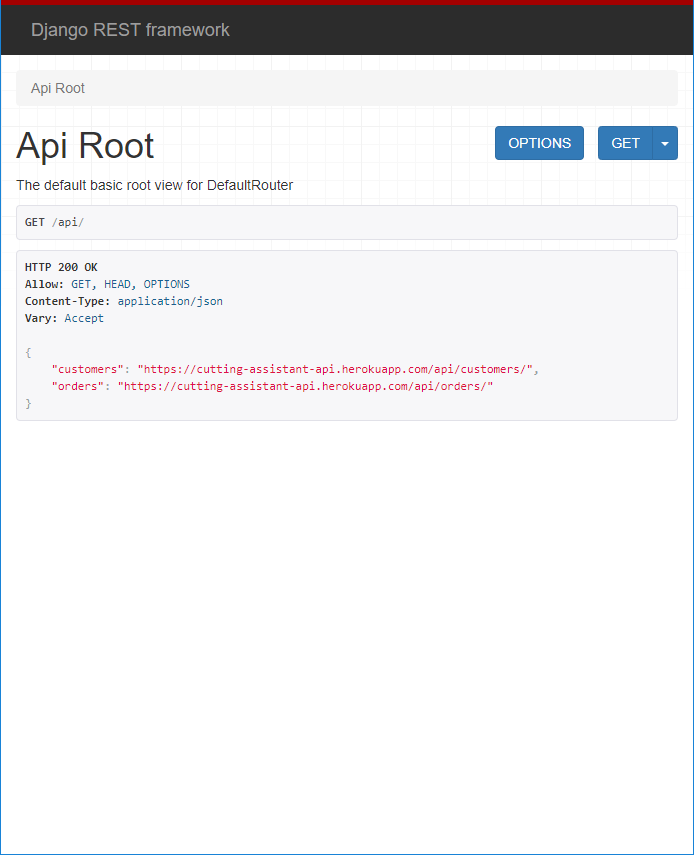 Django REST framework
Api Root
Api Root
OPTIONS
GET
The default basic root view for DefaultRouter
GET /api/
HTTP 200 OK
Allow: GET, HEAD, OPTIONS
Content-Type: application/json
Vary: Accept
{
    "customers": "https://cutting-assistant-api.herokuapp.com/api/customers/",
    "orders": "https://cutting-assistant-api.herokuapp.com/api/orders/"
}